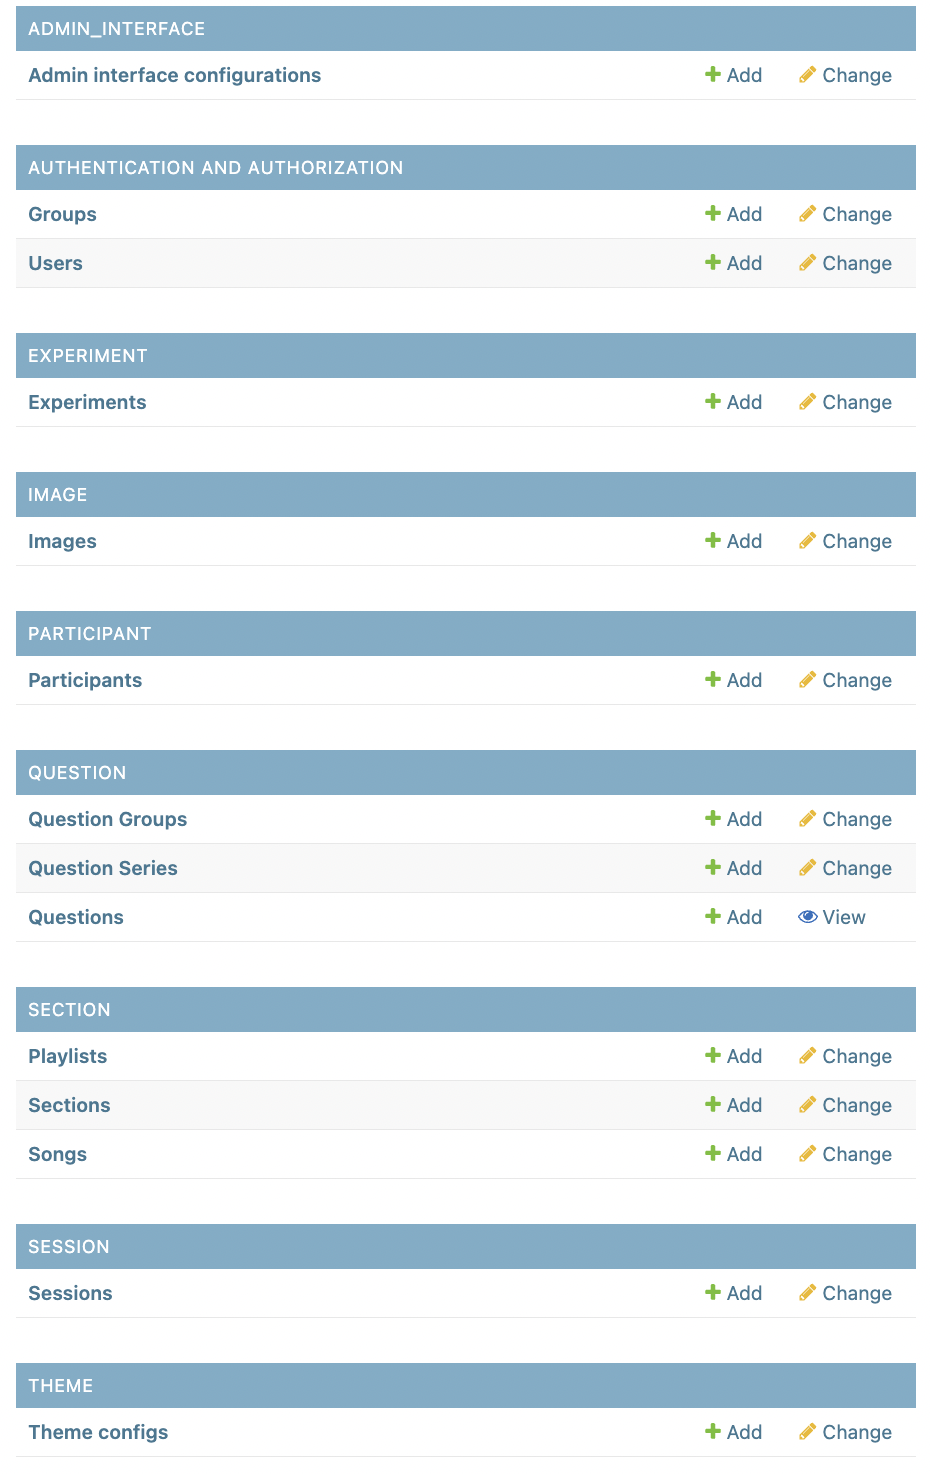 ADMIN_INTERFACE
Admin interface configurations Add Change
AUTHENTICATION AND AUTHORIZATION
Groups Add Change
Users Add Change
EXPERIMENT
Experiments Add Change
IMAGE
Images Add Change
PARTICIPANT
Participants Add Change
QUESTION
Question Groups Add Change
Question Series Add Change
Questions Add View
SECTION
Playlists Add Change
Sections Add Change
Songs Add Change
SESSION
Sessions Add Change
THEME
Theme configs Add Change